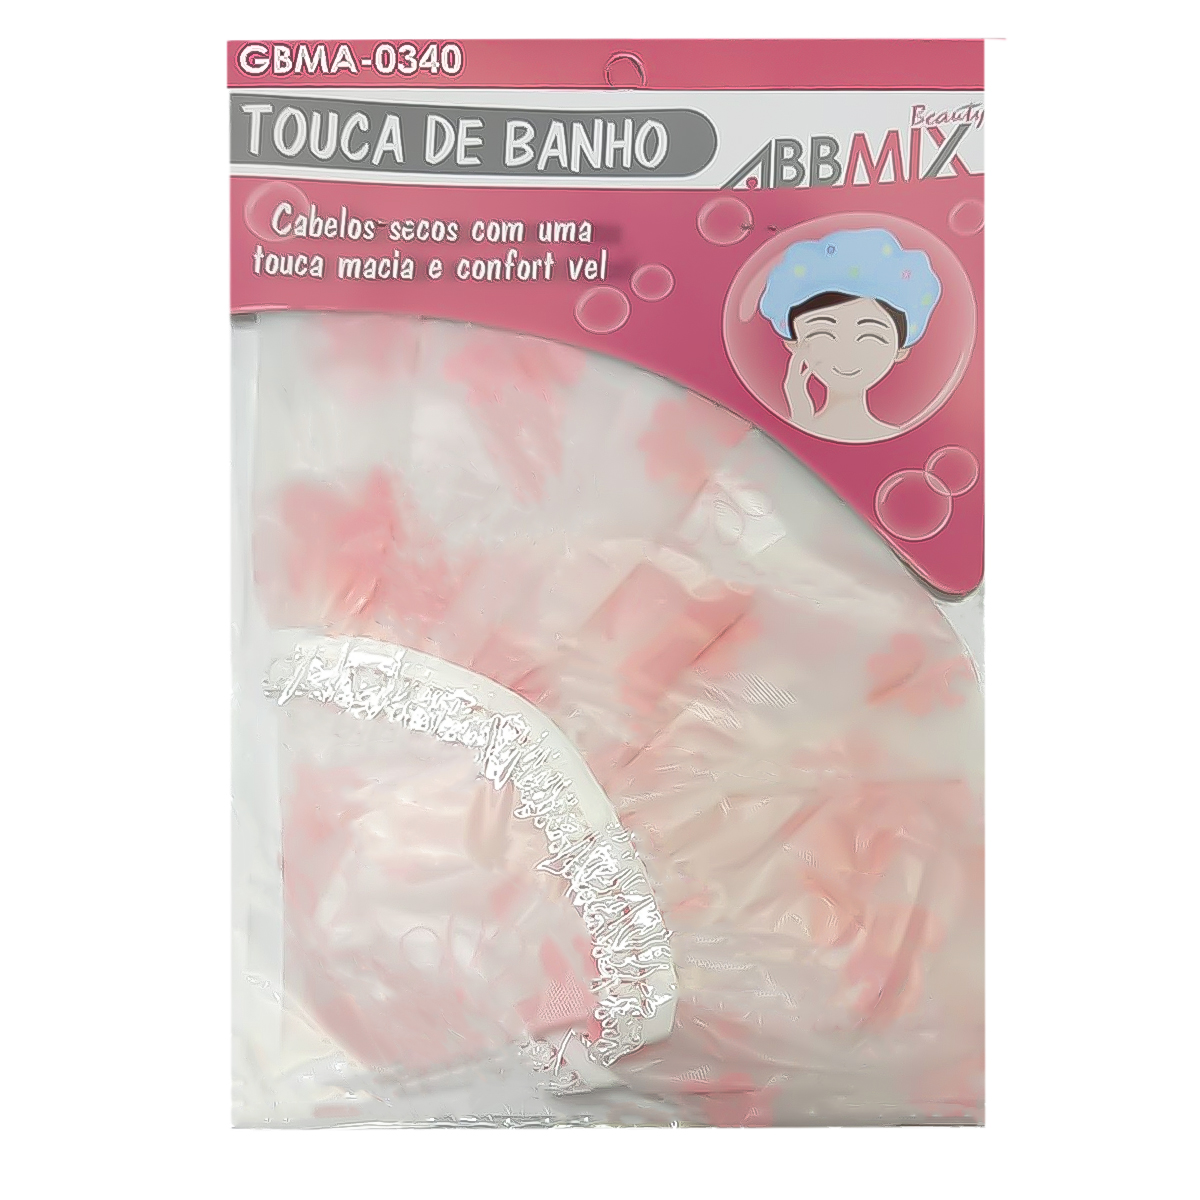 GBMA-0340
TOUCA DE BANHO
Beauty
ABBMIX
Cabelos secos com uma
touca macia e confort vel